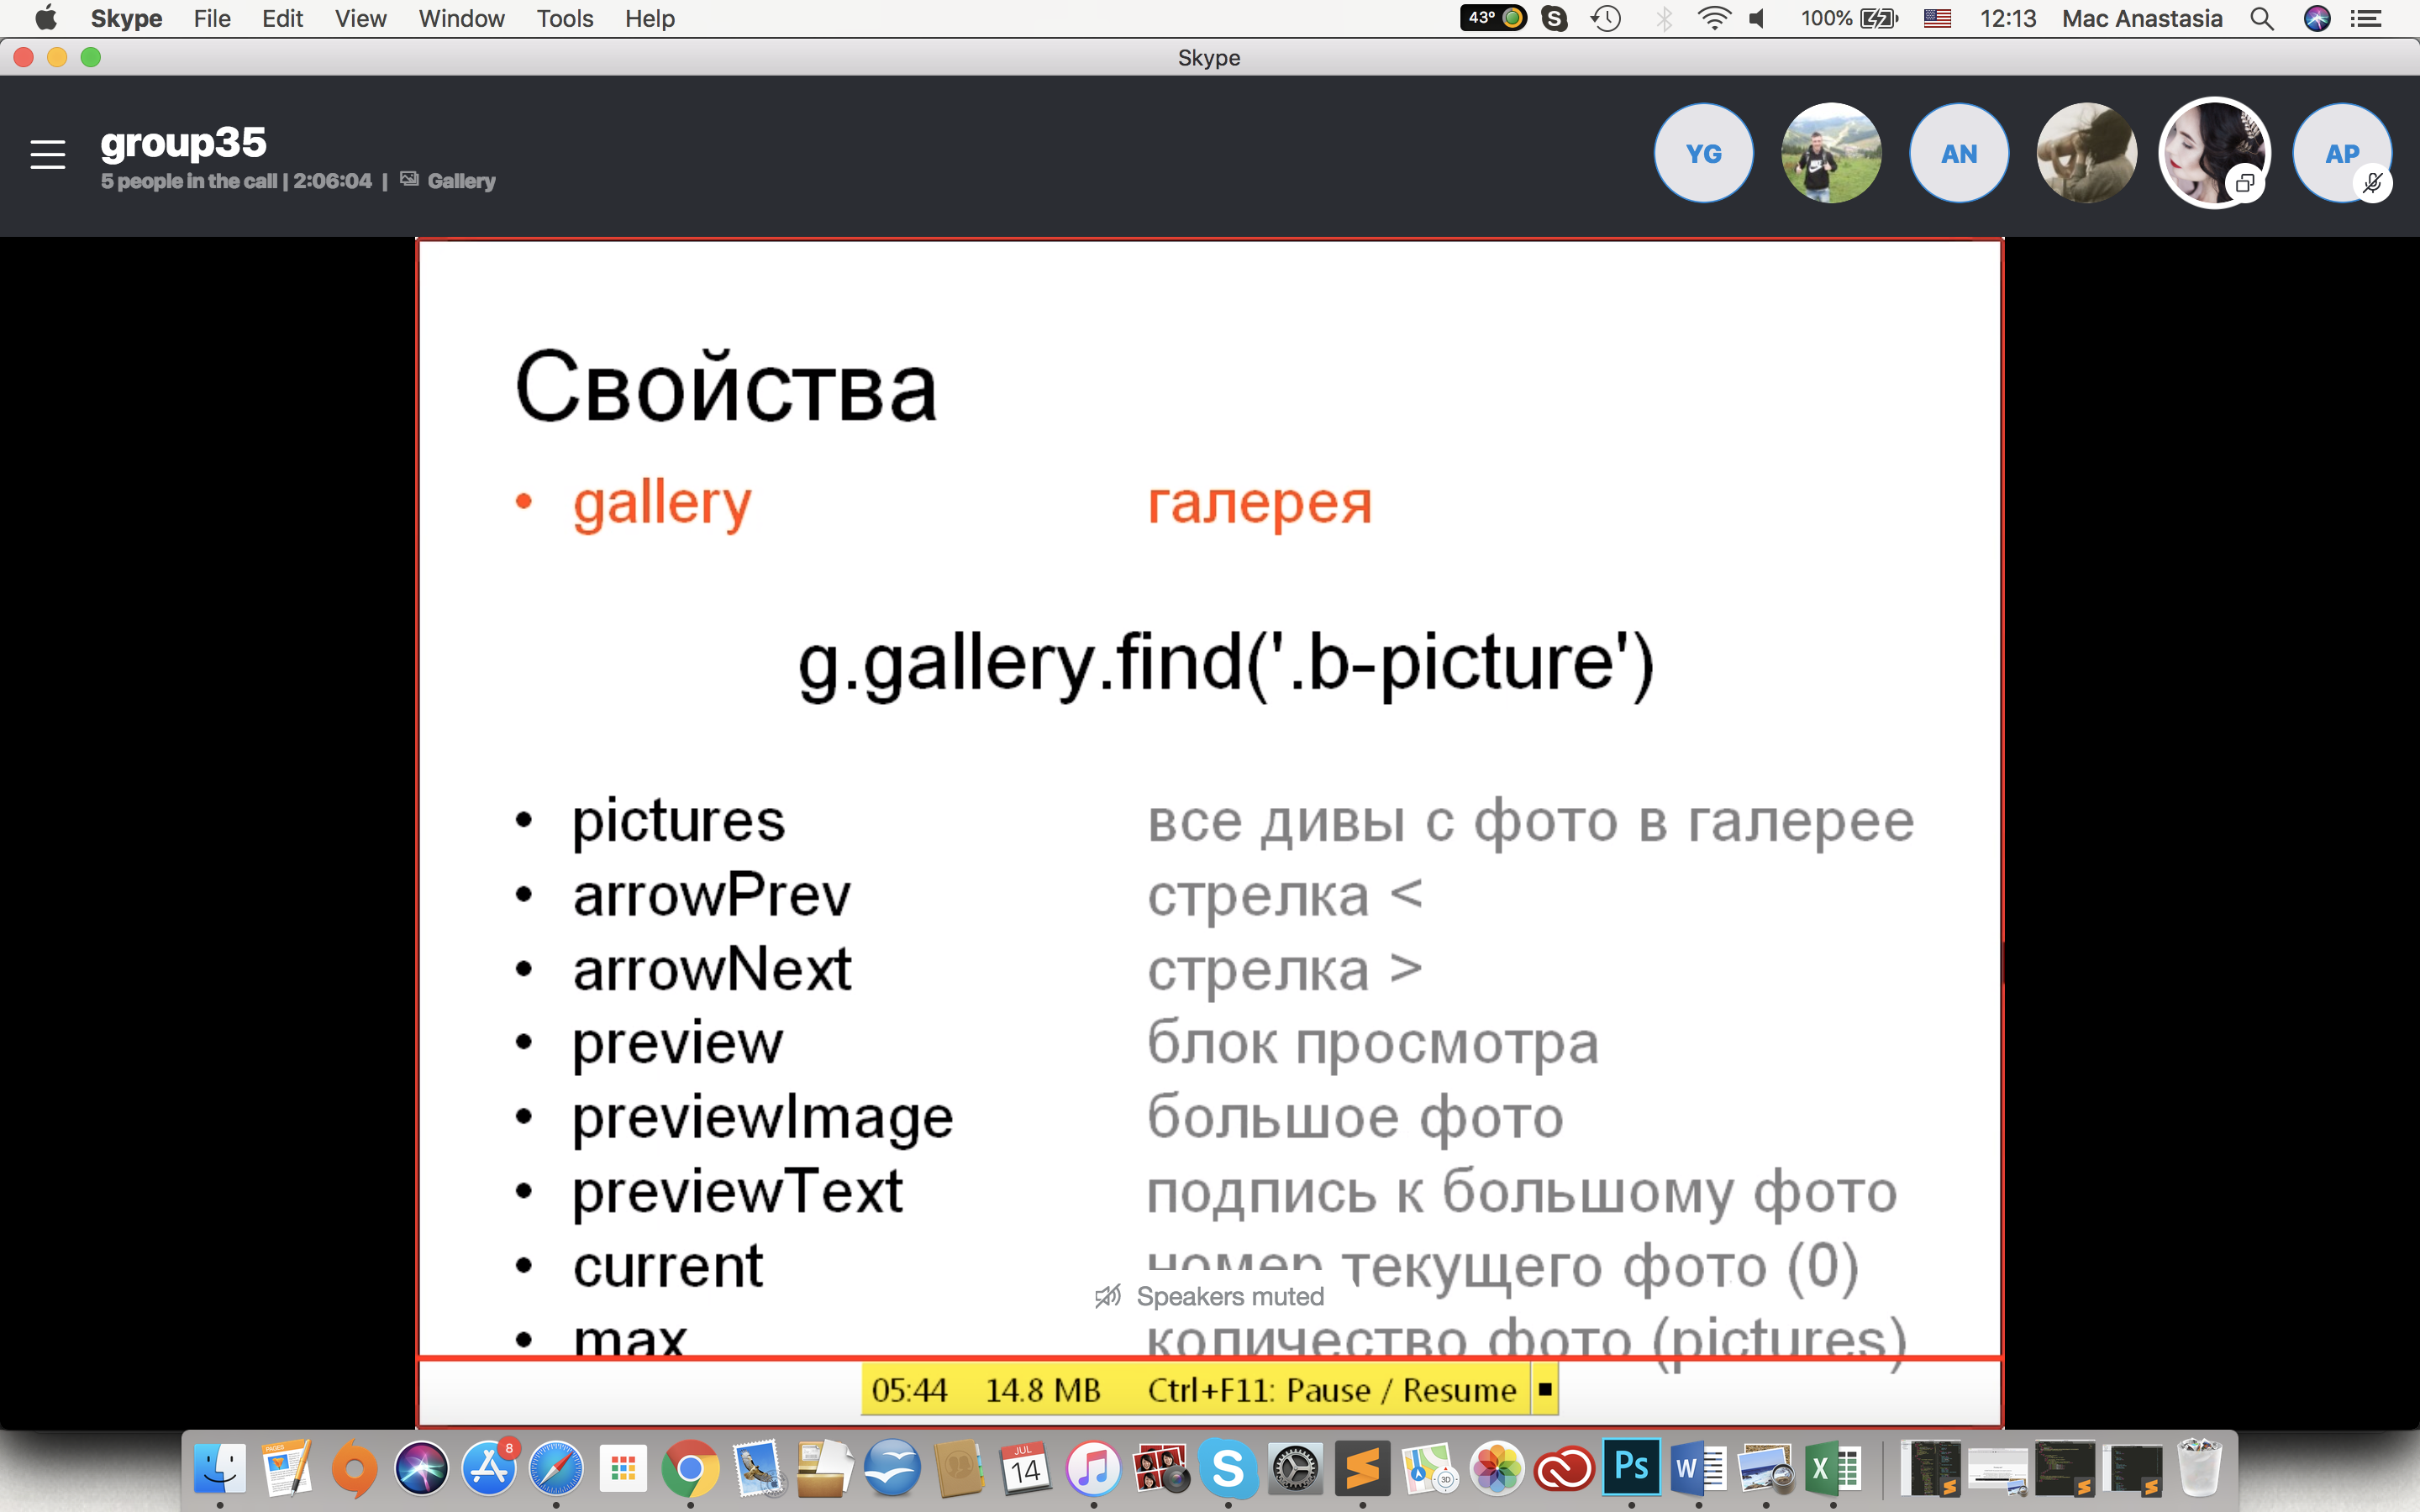 Skype File Edit View Window Tools Help 43° 100% 12:13 Mac Anastasia
Skype
group35
5 people in the call | 2:06:04 | Gallery
YG AN AP
Свойства
• gallery галерея
g.gallery.find('.b-picture')
• pictures все дивы с фото в галерее
• arrowPrev стрелка <
• arrowNext стрелка >
• preview блок просмотра
• previewImage большое фото
• previewText подпись к большому фото
• current номер текущего фото (0)
Speakers muted
• max количество фото (pictures)
05:44 14.8 MB Ctrl+F11: Pause / Resume
PAGES 8 JUL 14 3D Ps W X